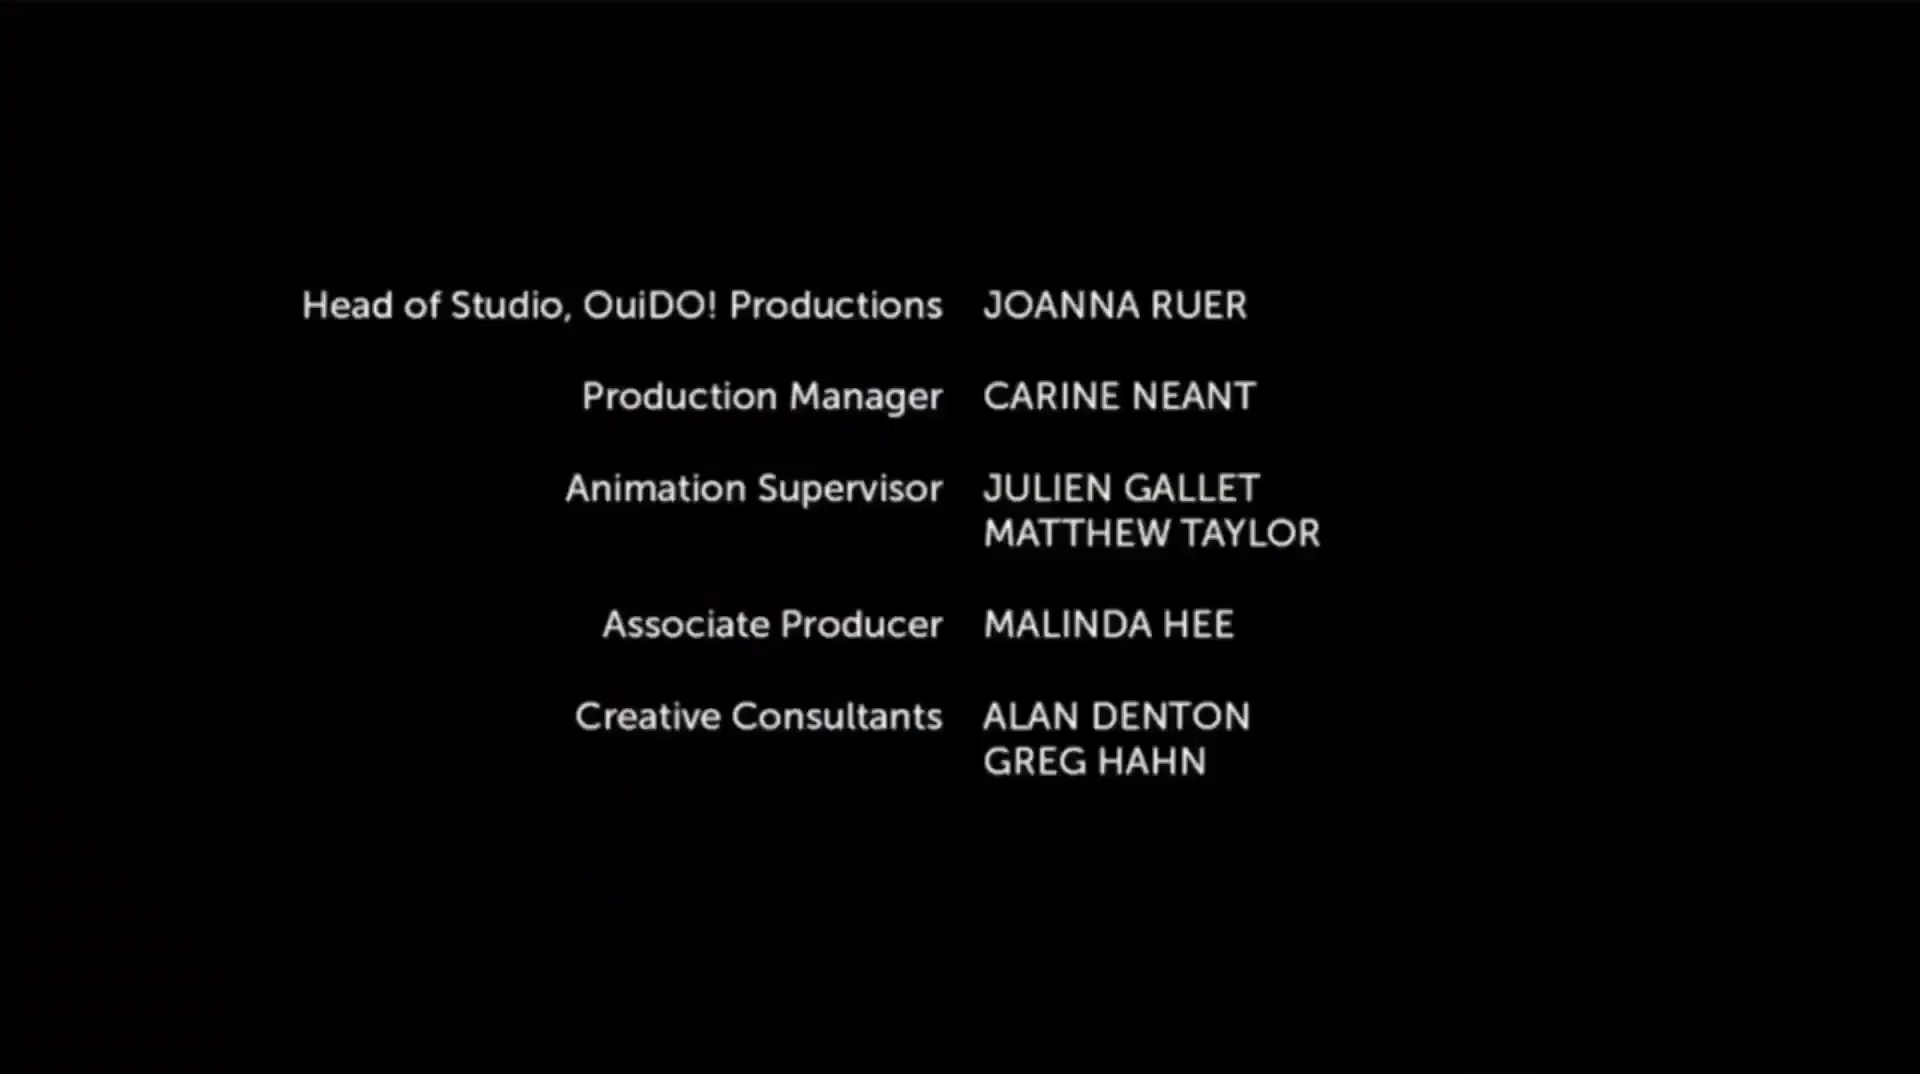 Head of Studio, OuiDO! Productions JOANNA RUER
Production Manager CARINE NEANT
Animation Supervisor JULIEN GALLET
MATTHEW TAYLOR
Associate Producer MALINDA HEE
Creative Consultants ALAN DENTON
GREG HAHN